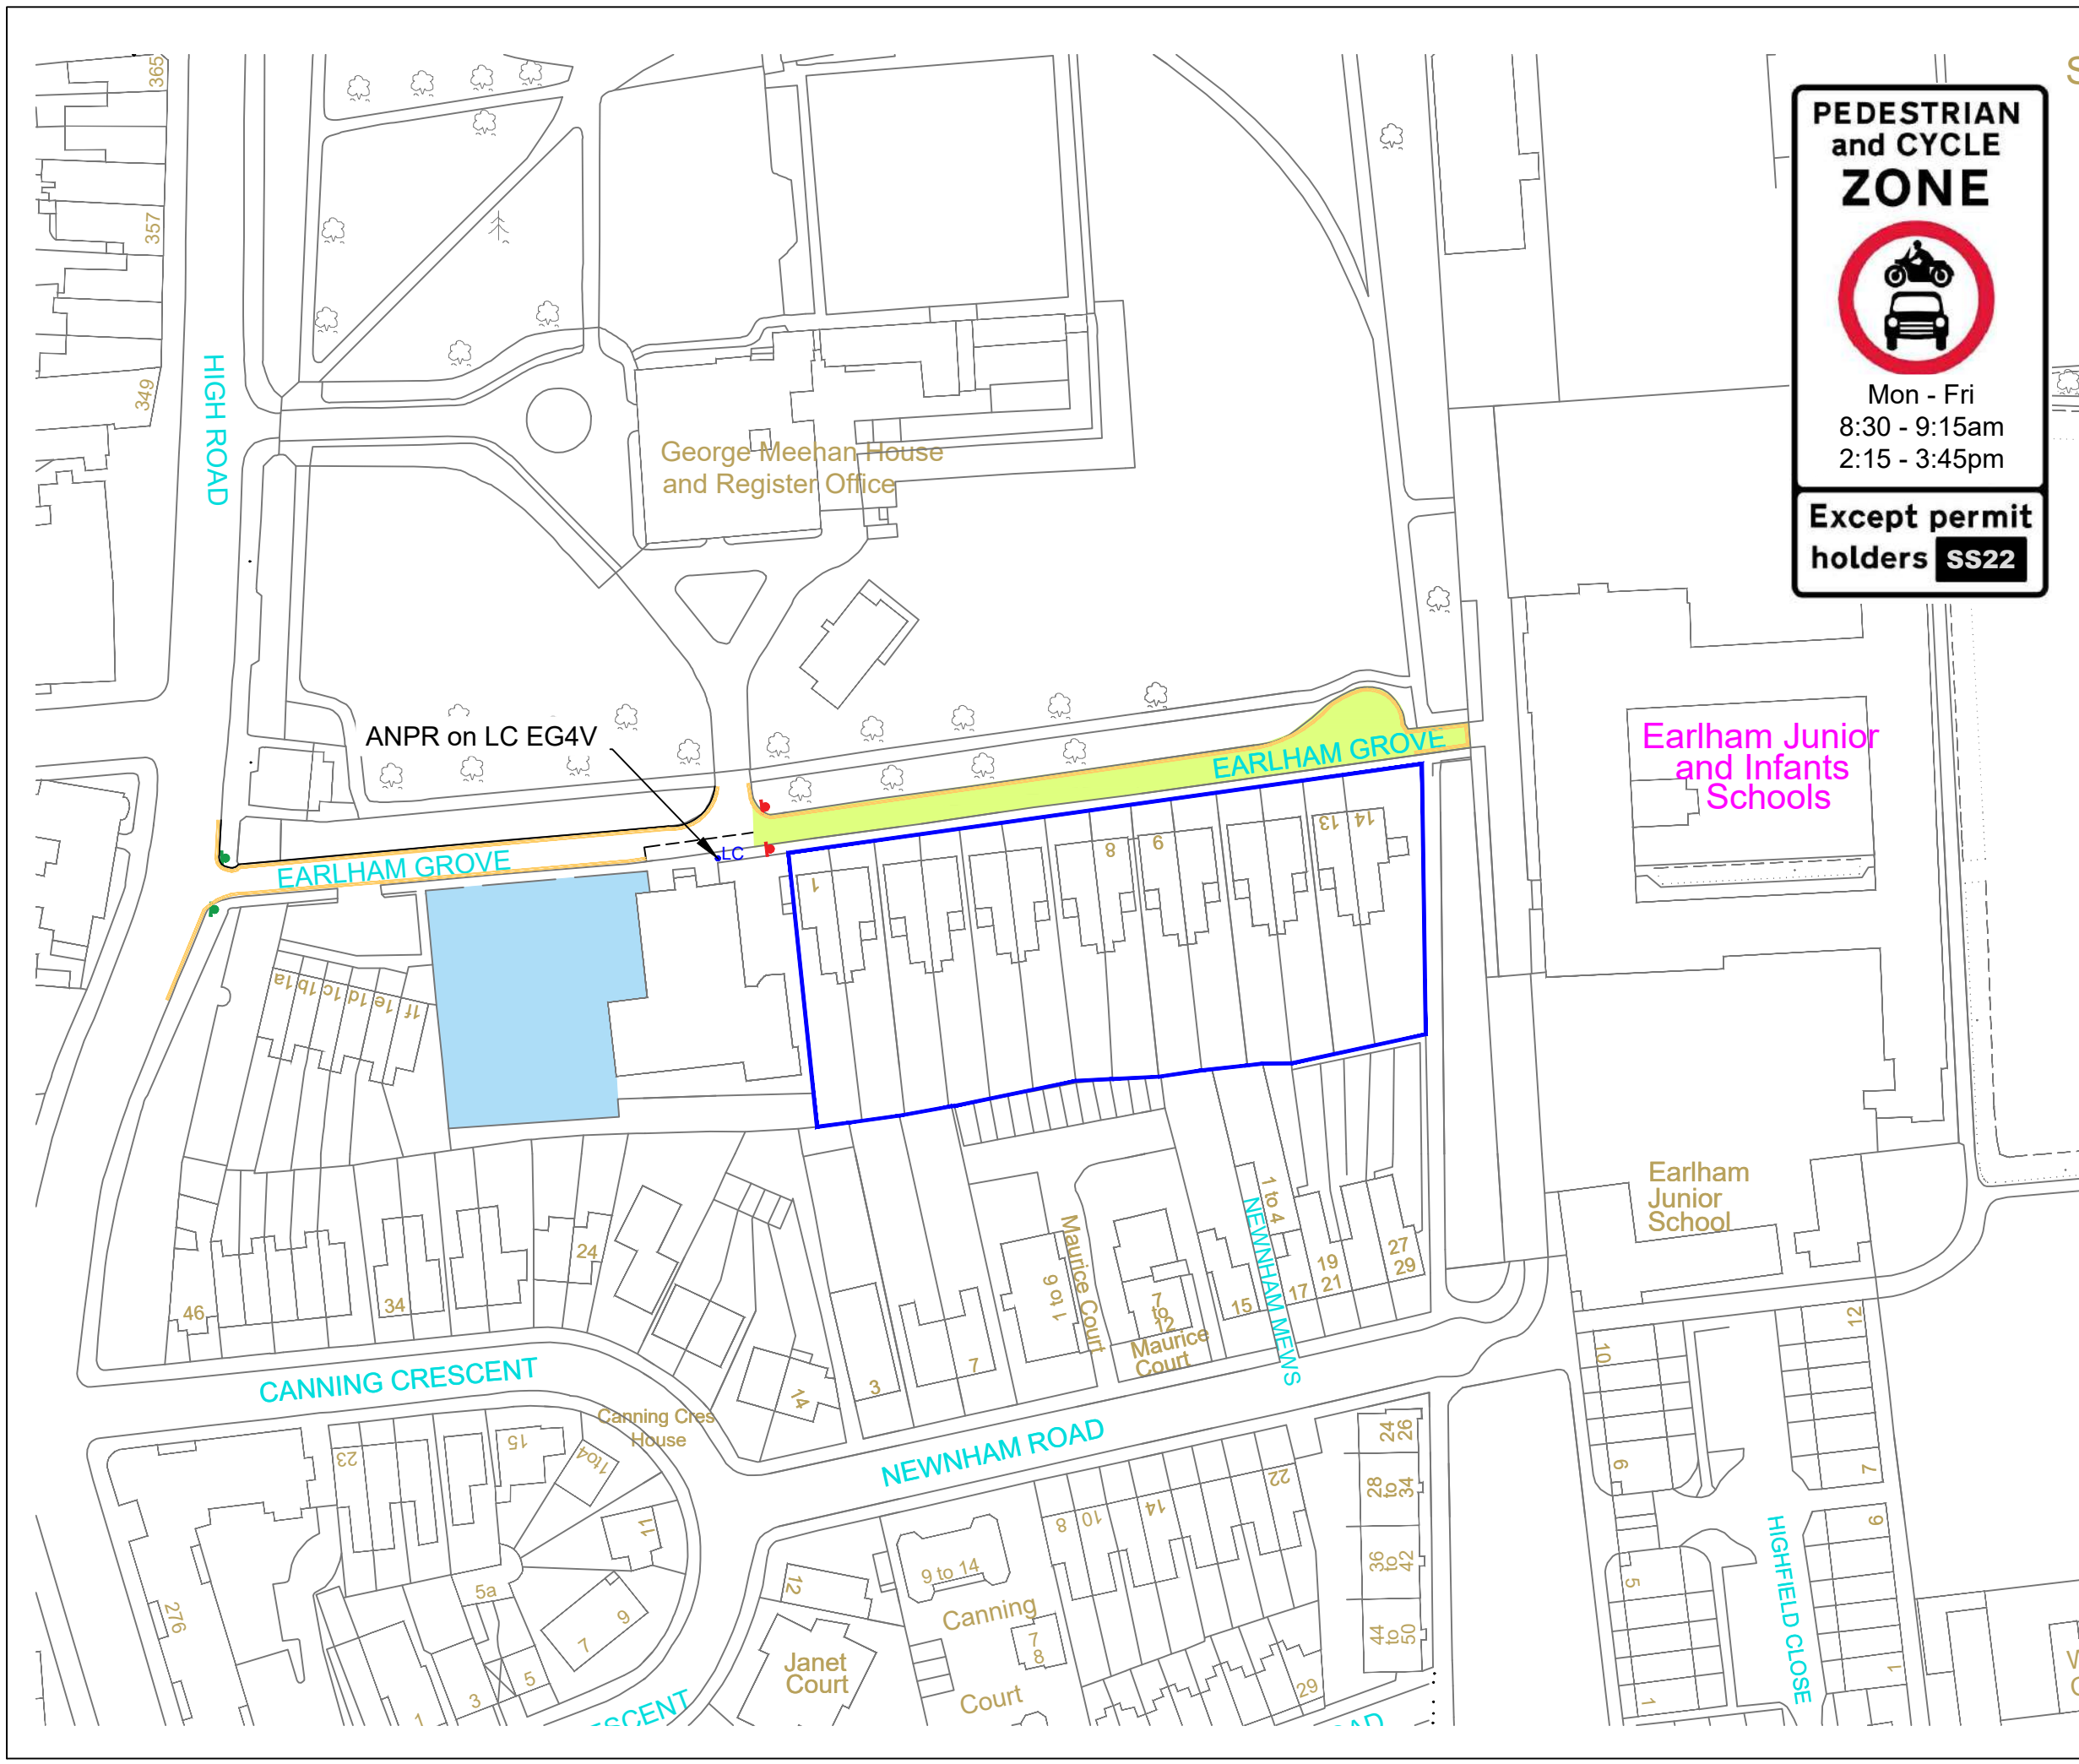 PEDESTRIAN
and CYCLE
ZONE
Mon - Fri
8:30 - 9:15am
2:15 - 3:45pm
Except permit
holders SS22
365
357
349
HIGH ROAD
George Meehan House
and Register Office
ANPR on LC EG4V
LC
EARLHAM GROVE
EARLHAM GROVE
Earlham Junior
and Infants
Schools
1
8
9
13
14
1a
1b
1c
1d
1e
1f
Earlham
Junior
School
46
34
24
14
3
7
Maurice Court
1 to 6
7
to
12
Maurice
Court
NEWNHAM MEWS
1 to 4
15
17
19
21
27
29
CANNING CRESCENT
Canning Cres
House
NEWNHAM ROAD
23
15
1to4
11
5a
276
7
9
5
3
1
12
9 to 14
Canning
7
8
Court
Janet
Court
8
10
14
22
29
24
26
28
to
34
36
to
42
44
to
50
10
6
5
1
12
7
6
1
HIGHFIELD CLOSE